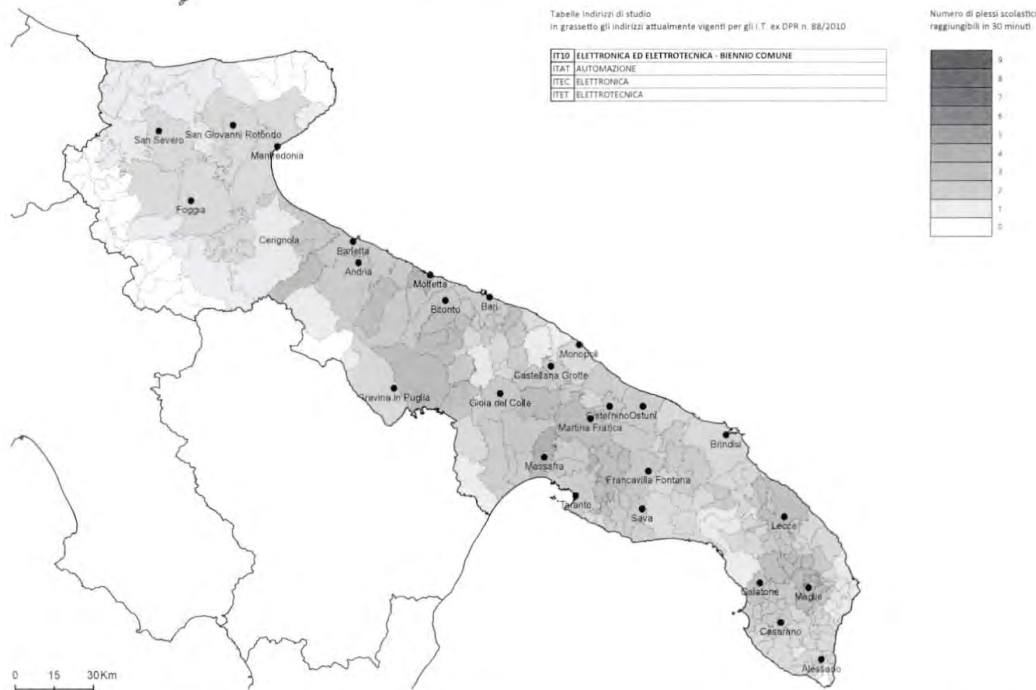 Tabelle Indirizzi di studio
in grassetto gli indirizzi attualmente vigenti per gli I.T. ex DPR n. 88/2010
IT10 ELETTRONICA ED ELETTROTECNICA - BIENNIO COMUNE
ITAT AUTOMAZIONE
ITEC ELETTRONICA
ITET ELETTROTECNICA
Numero di plessi scolastici
raggiungibili in 30 minuti
9
8
7
6
5
4
3
2
1
0
San Severo
San Giovanni Rotondo
Manfredonia
Foggia
Cerignola
Barletta
Andria
Molfetta
Bitonto
Bari
Monopoli
Castellana Grotte
Gravina in Puglia
Gioia del Colle
Cisternino
Ostuni
Martina Franca
Brindisi
Massafra
Francavilla Fontana
Taranto
Sava
Lecce
Galatone
Maglie
Casarano
Alessano
0 15 30 Km